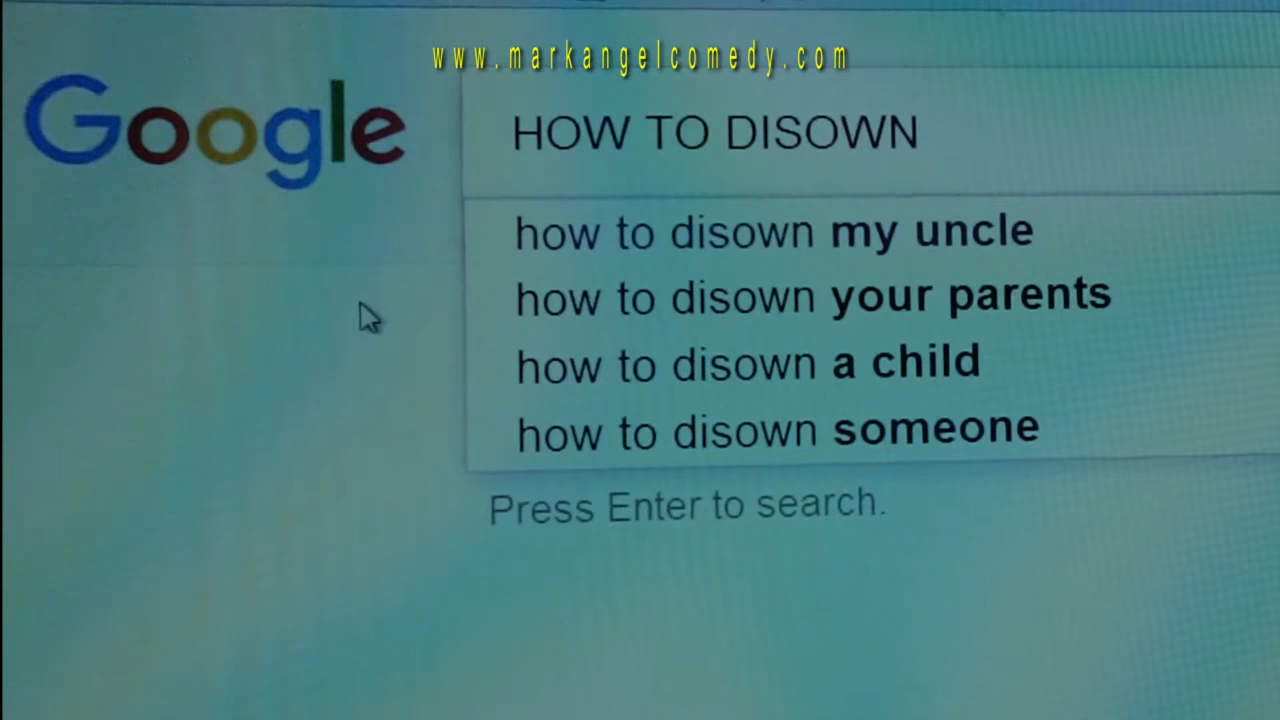 www.markangelcomedy.com
Google
HOW TO DISOWN
how to disown my uncle
how to disown your parents
how to disown a child
how to disown someone
Press Enter to search.